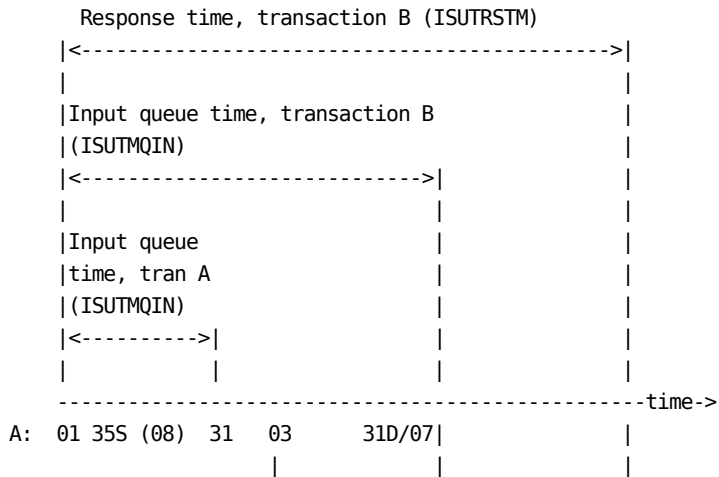 Response time, transaction B (ISUTRSTM)
|<-------------------------------------------->|
| |
|Input queue time, transaction B |
|(ISUTMQIN) |
|<----------------------------->| |
| | |
|Input queue | |
|time, tran A | |
|(ISUTMQIN) | |
|<---------->| | |
| | | |
-----------------------------------------------time->
A: 01 35S (08) 31 03 31D/07| |
| | |